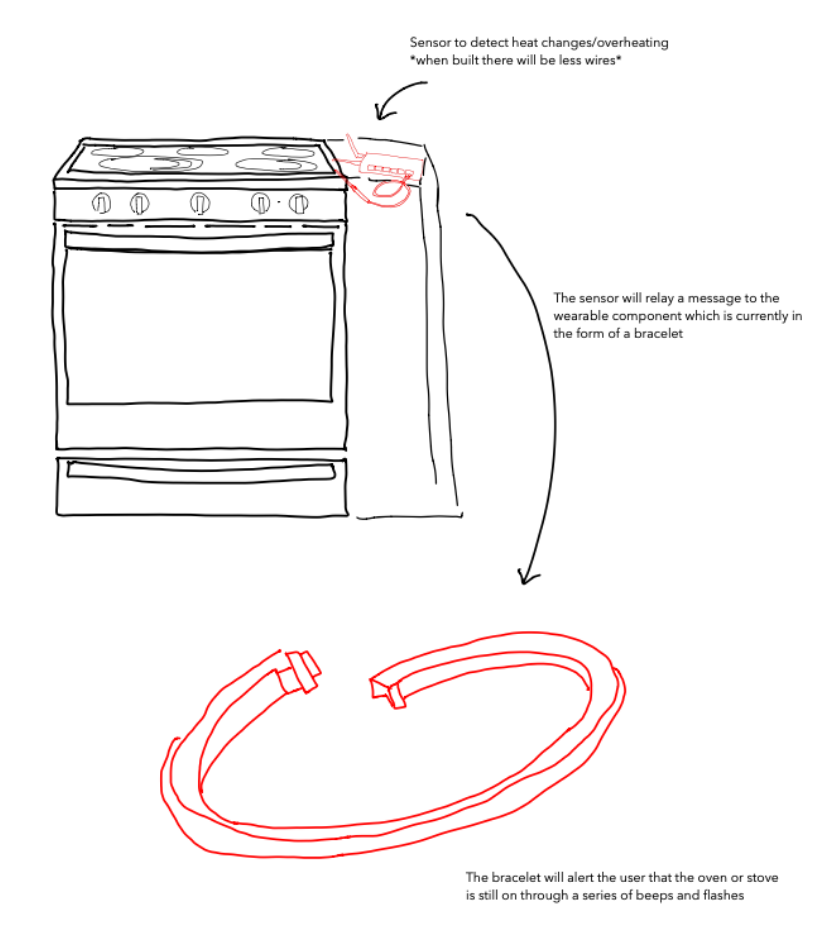 Sensor to detect heat changes/overheating
*when built there will be less wires*
The sensor will relay a message to the
wearable component which is currently in
the form of a bracelet
The bracelet will alert the user that the oven or stove
is still on through a series of beeps and flashes